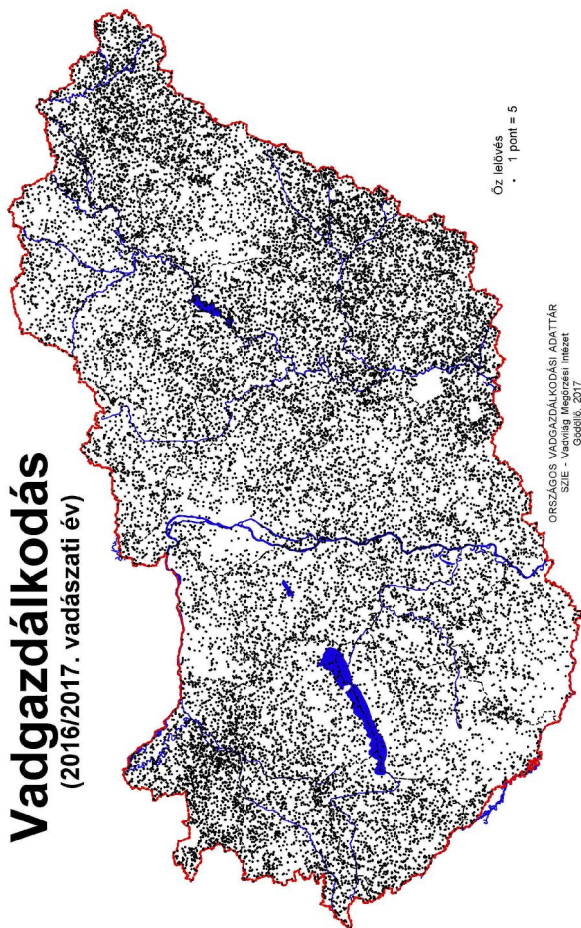 Vadgazdálkodás
(2016/2017. vadászati év)
Őz lelövés
• 1 pont = 5
ORSZÁGOS VADGAZDÁLKODÁSI ADATTÁR
SZIE - Vadvilág Megőrzési Intézet
Gödöllő, 2017